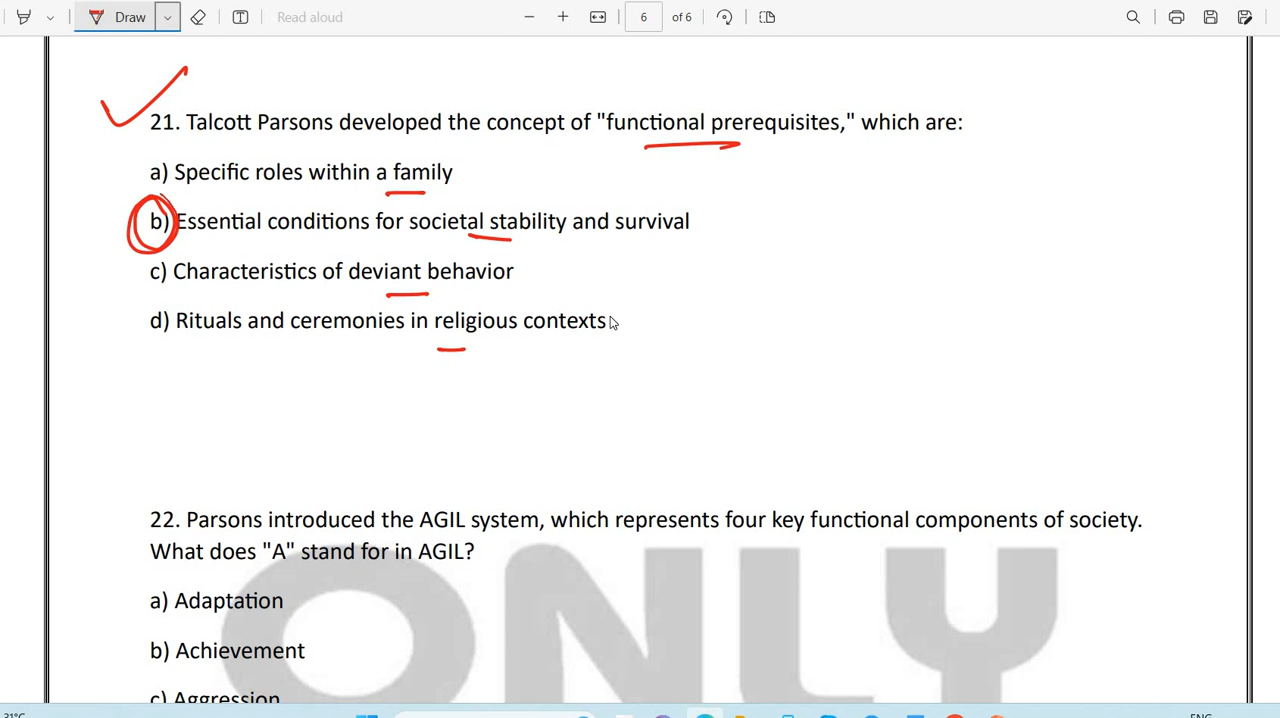 Draw
Read aloud
6
of 6
21. Talcott Parsons developed the concept of "functional prerequisites," which are:
a) Specific roles within a family
b) Essential conditions for societal stability and survival
c) Characteristics of deviant behavior
d) Rituals and ceremonies in religious contexts
22. Parsons introduced the AGIL system, which represents four key functional components of society.
What does "A" stand for in AGIL?
a) Adaptation
b) Achievement
c) Aggression
ONLY
31°C
ENG